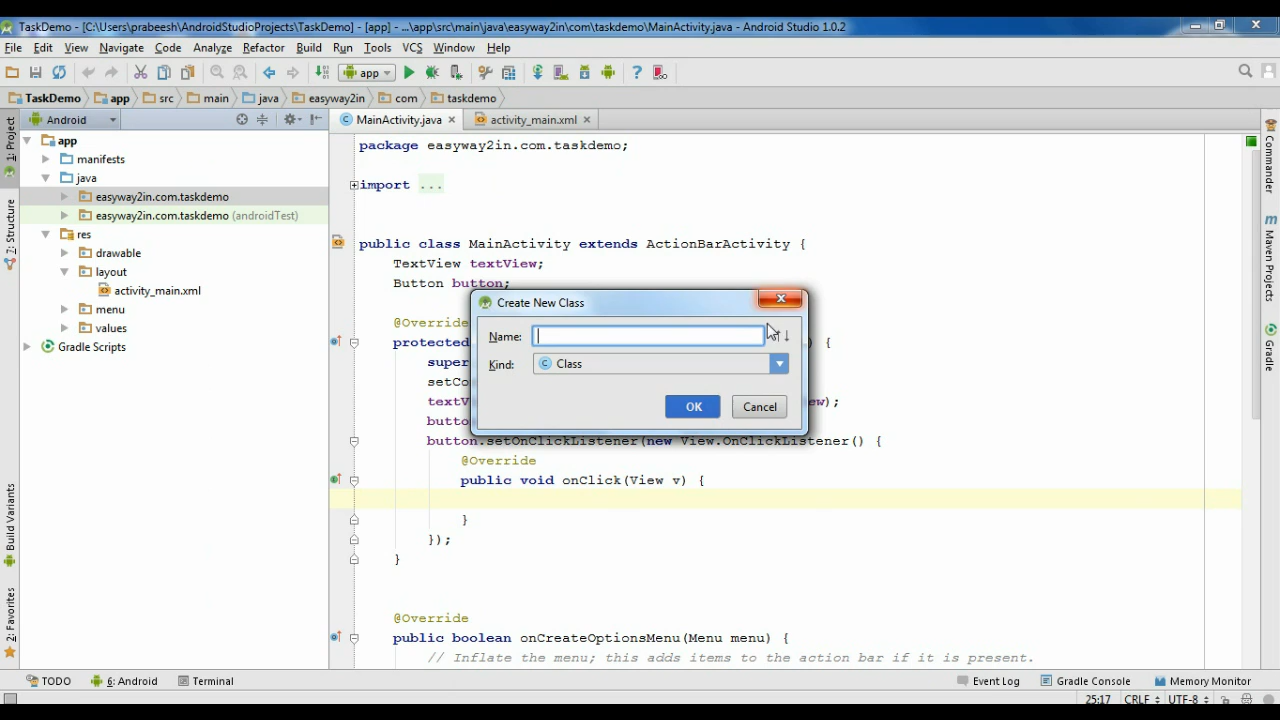 TaskDemo - [C:\Users\prabeesh\AndroidStudioProjects\TaskDemo] - [app] - ...\app\src\main\java\easyway2in\com\taskdemo\MainActivity.java - Android Studio 1.0.2
File Edit View Navigate Code Analyze Refactor Build Run Tools VCS Window Help
app
TaskDemo app src main java easyway2in com taskdemo
Android
MainActivity.java activity_main.xml
1: Project
7: Structure
Build Variants
2: Favorites
app
manifests
java
easyway2in.com.taskdemo
easyway2in.com.taskdemo (androidTest)
res
drawable
layout
activity_main.xml
menu
values
Gradle Scripts
package easyway2in.com.taskdemo;
import ...
public class MainActivity extends ActionBarActivity {
TextView textView;
Button button;
@Override
protected ) {
super
setCo
textV ew);
butto
button.setOnClickListener(new View.OnClickListener() {
@Override
public void onClick(View v) {
}
});
}
@Override
public boolean onCreateOptionsMenu(Menu menu) {
// Inflate the menu; this adds items to the action bar if it is present.
Create New Class
Name:
Kind: Class
OK Cancel
Commander
Maven Projects
Gradle
TODO 6: Android Terminal Event Log Gradle Console Memory Monitor
25:17 CRLF UTF-8